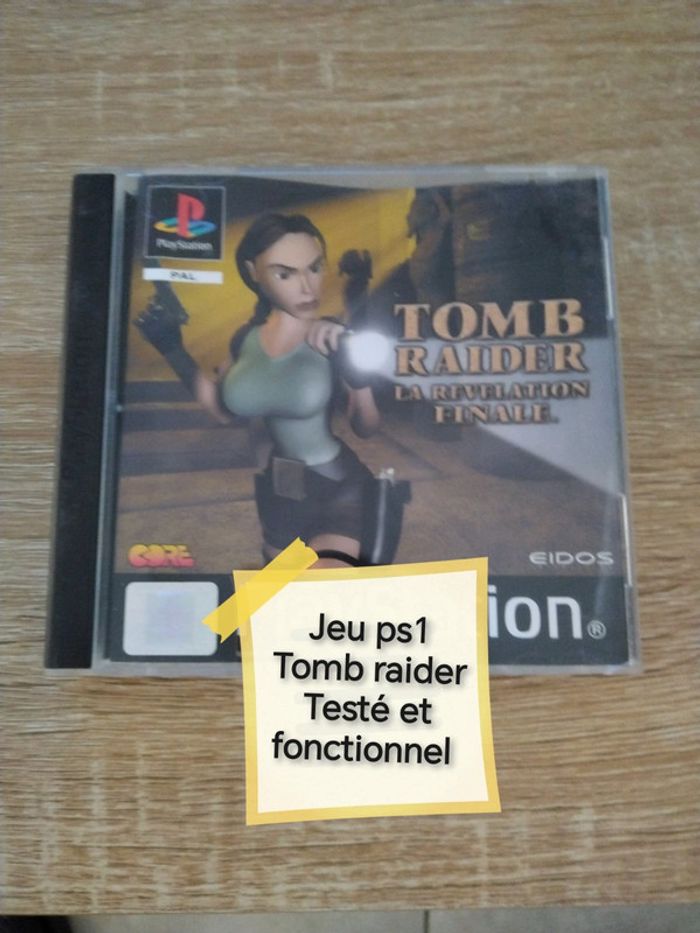 PlayStation
PAL
TOMB
RAIDER
LA REVELATION
FINALE
CORE
EIDOS
ion®
Jeu ps1
Tomb raider
Testé et
fonctionnel